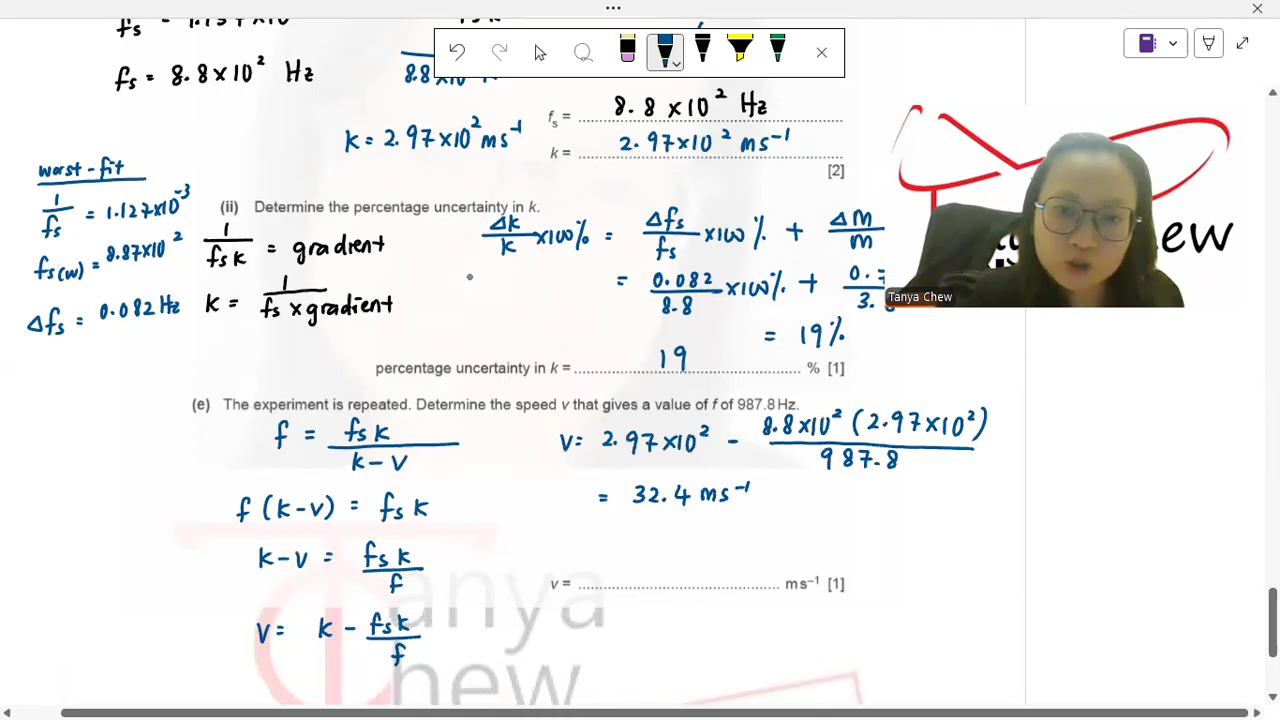 fs = 8.8×10² Hz
k = 2.97×10² ms⁻¹
fs = 8.8×10² Hz
k = 2.97×10² ms⁻¹
[2]
worst-fit
1/fs = 1.127×10⁻³
fs(w) = 8.87×10²
Δfs = 0.082 Hz
(ii) Determine the percentage uncertainty in k.
1/(fs k) = gradient
k = 1/(fs × gradient)
Δk/k ×100% = Δfs/fs ×100% + Δm/m
= 0.082/8.8 ×100% +
= 19%
percentage uncertainty in k = 19 % [1]
ew
Tanya Chew
(e) The experiment is repeated. Determine the speed v that gives a value of f of 987.8 Hz.
f = fs k/(k−v)
f(k−v) = fs k
k−v = fs k/f
v = k − fs k/f
v = 2.97×10² − 8.8×10²(2.97×10²)/987.8
= 32.4 ms⁻¹
v = ms⁻¹ [1]
Tanya
Chew